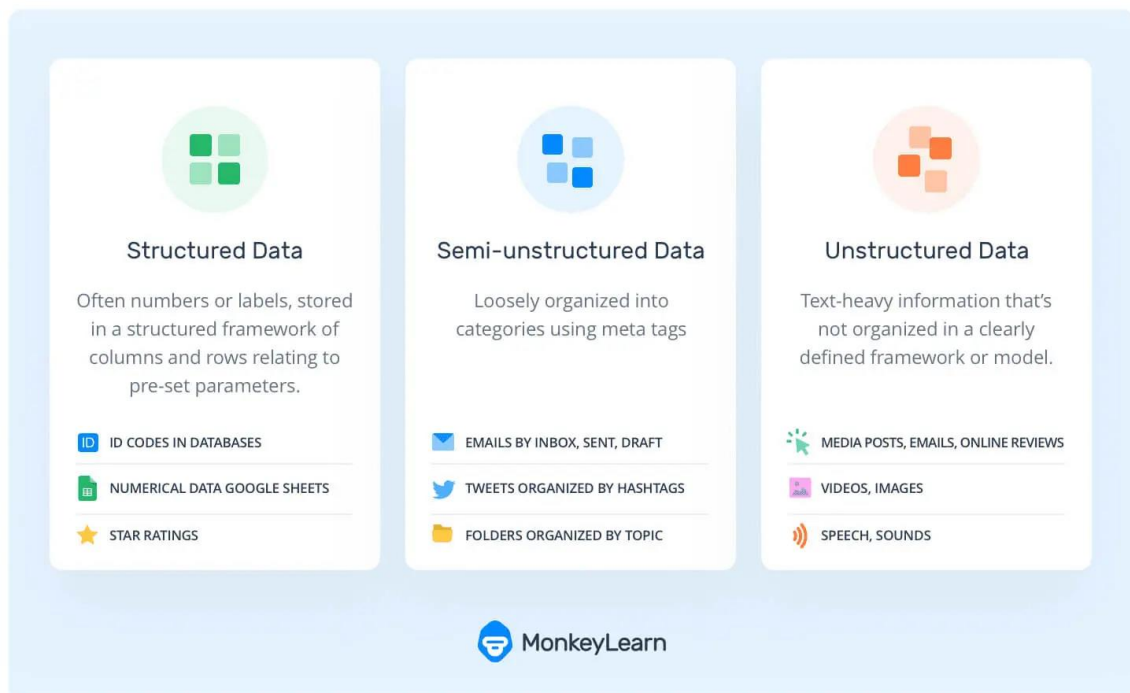 Structured Data
Often numbers or labels, stored
in a structured framework of
columns and rows relating to
pre-set parameters.
ID
ID CODES IN DATABASES
NUMERICAL DATA GOOGLE SHEETS
STAR RATINGS
Semi-unstructured Data
Loosely organized into
categories using meta tags
EMAILS BY INBOX, SENT, DRAFT
TWEETS ORGANIZED BY HASHTAGS
FOLDERS ORGANIZED BY TOPIC
Unstructured Data
Text-heavy information that’s
not organized in a clearly
defined framework or model.
MEDIA POSTS, EMAILS, ONLINE REVIEWS
VIDEOS, IMAGES
SPEECH, SOUNDS
MonkeyLearn